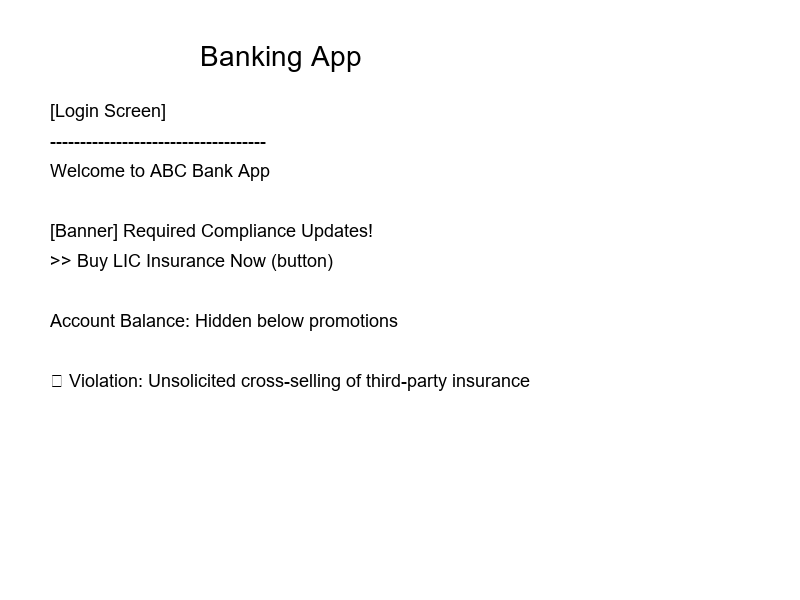 Banking App
[Login Screen]
------------------------------------
Welcome to ABC Bank App
[Banner] Required Compliance Updates!
>> Buy LIC Insurance Now (button)
Account Balance: Hidden below promotions
□ Violation: Unsolicited cross-selling of third-party insurance